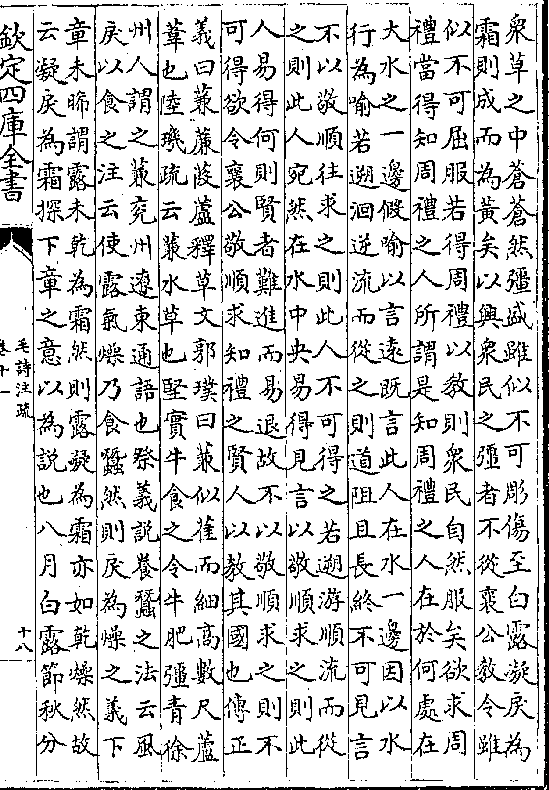 衆草之中蒼蒼然彊盛雖似不可彫傷至白露凝戾為
霜則成而為黃矣以興衆民之彊者不從襄公教令雖
似不可屈服若得周禮以教則衆民自然服矣欲求周
禮當得知周禮之人所謂是知周禮之人在於何處在
大水之一邊假喻以言遠既言此人在水一邊因以水
行為喻若遡洄逆流而從之則道阻且長終不可見言
不以敬順往求之則此人不可得之若遡游順流而從
之則此人宛然在水中央易得見言以敬順求之則此
人易得何則賢者難進而易退故不以敬順求之則不
可得欲令襄公敬順求知禮之賢人以教其國也傳正
義曰蒹薕葭蘆釋草文郭璞曰蒹似萑而細高數尺蘆
葦也陸璣疏云蒹水草也堅實牛食之令牛肥彊青徐
州人謂之蒹兖州遼東通語也祭義說養蠶之法云風
戾以食之注云使露氣燥乃食蠶然則戾為燥之義下
章未晞謂露未乾為霜然則露凝為霜亦如乾燥然故
云凝戾為霜探下章之意以為說也八月白露節秋分
欽定四庫全書
毛詩注疏
卷十一
十八